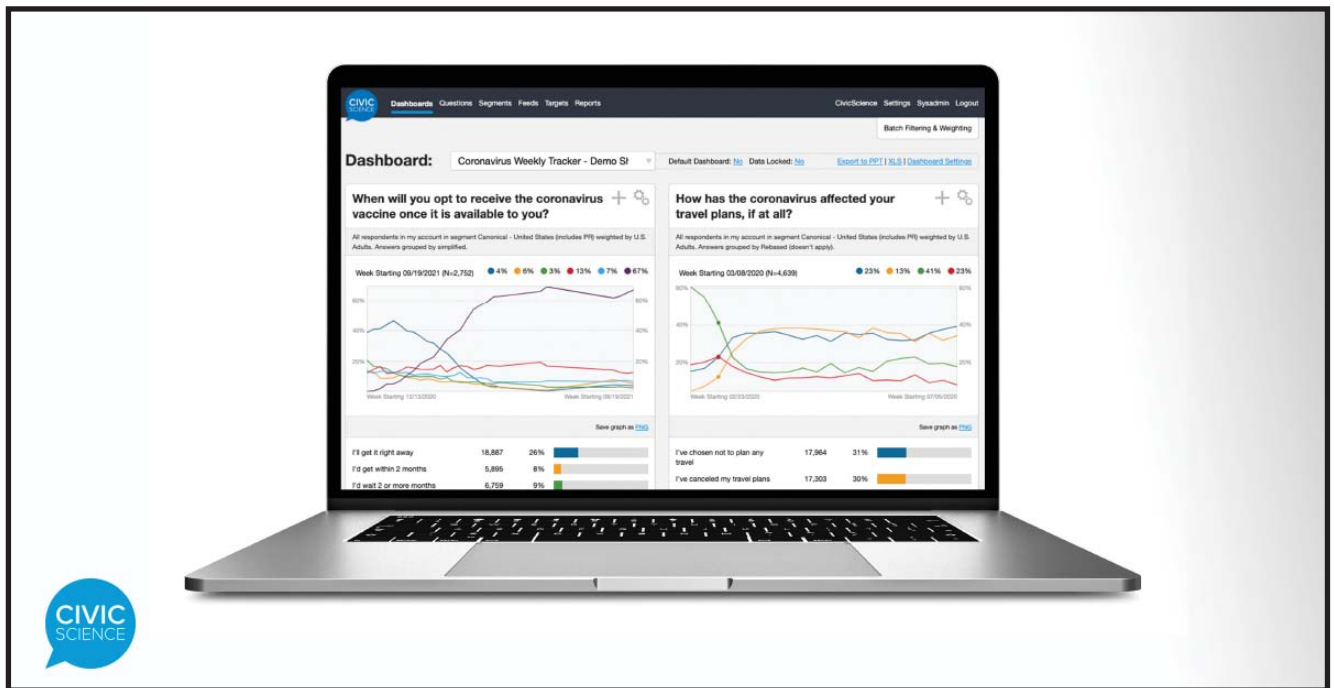 CIVIC
SCIENCE
Dashboards Questions Segments Feeds Targets Reports
CivicScience Settings Sysadmin Logout
Batch Filtering & Weighting
Dashboard:
Coronavirus Weekly Tracker - Demo Sh
Default Dashboard: No Data Locked: No
Export to PPT | XLS | Dashboard Settings
When will you opt to receive the coronavirus
vaccine once it is available to you?
All respondents in my account in segment Canonical - United States (includes PR) weighted by U.S.
Adults. Answers grouped by simplified.
Week Starting 09/19/2021 (N=2,752) 4% 6% 3% 13% 7% 67%
60% 60%
40% 40%
20% 20%
Week Starting 12/13/2020 Week Starting 09/19/2021
Save graph as PNG
I'll get it right away 18,887 26%
I'd get within 2 months 5,895 8%
I'd wait 2 or more months 6,759 9%
How has the coronavirus affected your
travel plans, if at all?
All respondents in my account in segment Canonical - United States (includes PR) weighted by U.S.
Adults. Answers grouped by Rebased (doesn't apply).
Week Starting 03/08/2020 (N=4,639) 23% 13% 41% 23%
60% 60%
40% 40%
20% 20%
Week Starting 02/23/2020 Week Starting 07/05/2020
Save graph as PNG
I've chosen not to plan any 17,964 31%
travel
I've canceled my travel plans 17,303 30%
CIVIC
SCIENCE